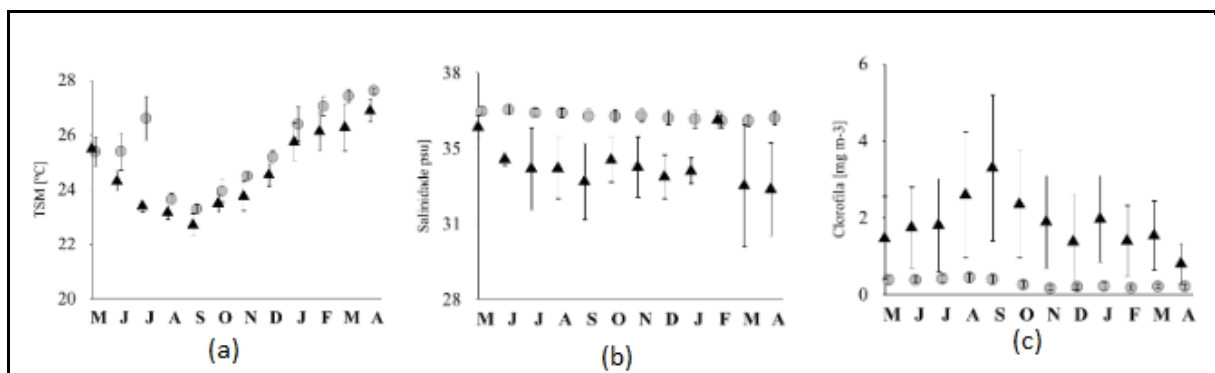 TSM [ºC]
28
26
24
22
20
M J J A S O N D J F M A
(a)
Salinidade psu]
38
35
31
28
M J J A S O N D J F M A
(b)
Clorofila [mg m-3]
6
4
2
0
M J J A S O N D J F M A
(c)